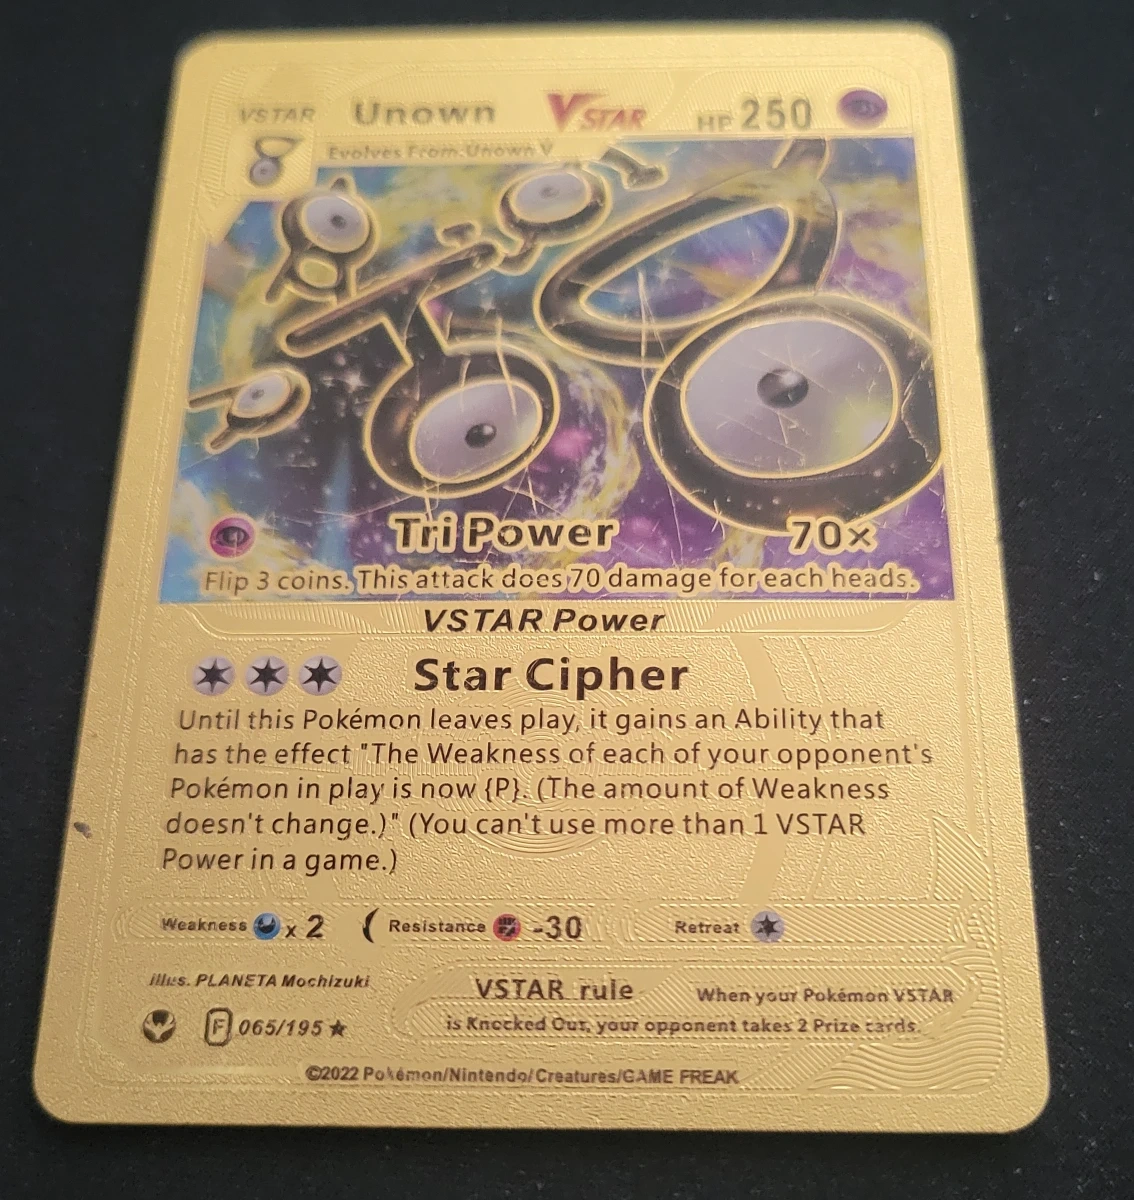 VSTAR Unown VSTAR HP 250
Evolves From Unown V
Tri Power 70×
Flip 3 coins. This attack does 70 damage for each heads.
VSTAR Power
Star Cipher
Until this Pokémon leaves play, it gains an Ability that
has the effect "The Weakness of each of your opponent's
Pokémon in play is now {P}. (The amount of Weakness
doesn't change.)" (You can't use more than 1 VSTAR
Power in a game.)
Weakness x 2 Resistance -30 Retreat
illus. PLANETA Mochizuki
VSTAR rule When your Pokémon VSTAR
is Knocked Out, your opponent takes 2 Prize cards.
F 065/195 ★
©2022 Pokémon/Nintendo/Creatures/GAME FREAK